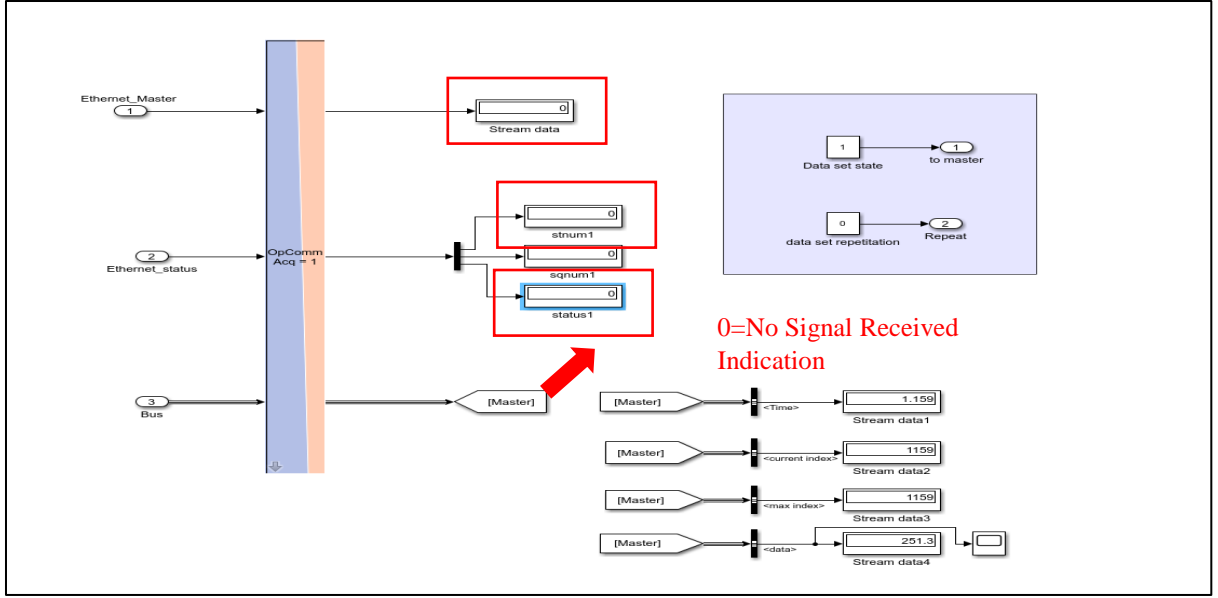 Ethernet_Master
1
0
Stream data
1
Data set state
1
to master
0
stnum1
0
data set repetitation
2
Repeat
2
Ethernet_status
OpComm
Acq = 1
0
sqnum1
0
status1
0=No Signal Received
Indication
3
Bus
[Master]
[Master]
<Time>
1.159
Stream data1
[Master]
<current index>
1159
Stream data2
[Master]
<max index>
1159
Stream data3
[Master]
<data>
251.3
Stream data4